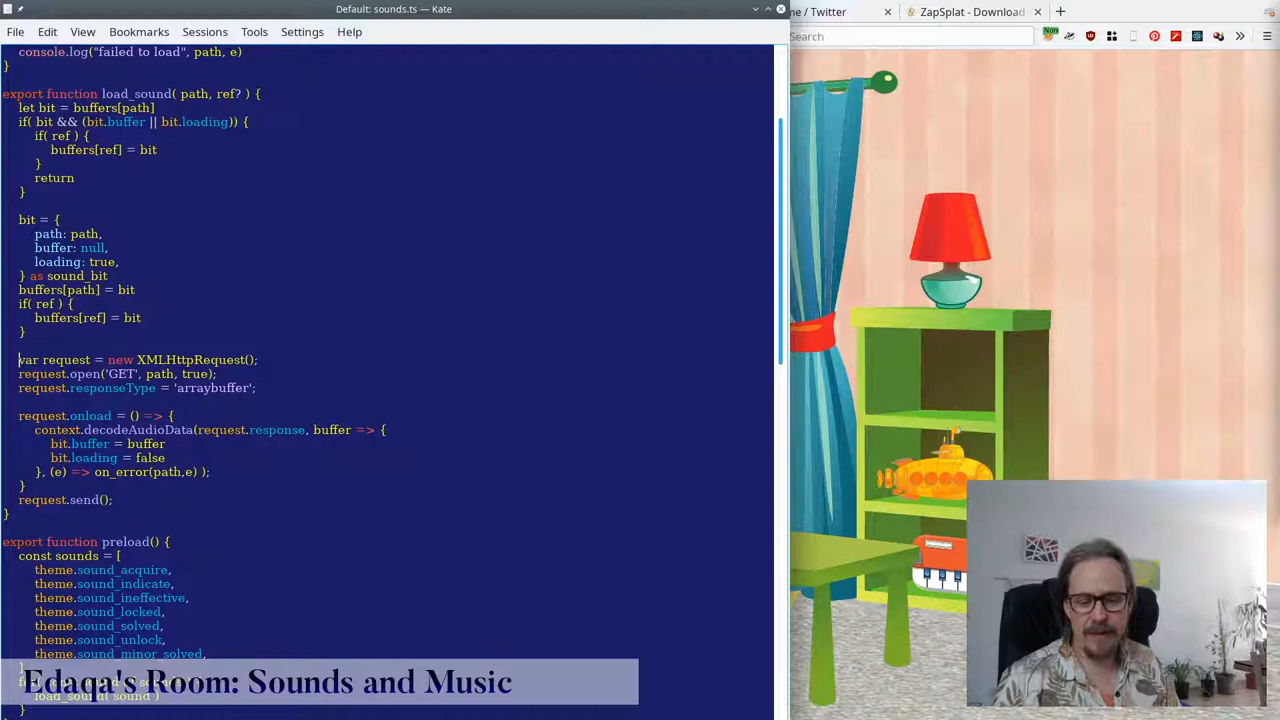 Default: sounds.ts — Kate
File Edit View Bookmarks Sessions Tools Settings Help
me / Twitter
ZapSplat - Download
Search
Non
console.log("failed to load", path, e)
}
export function load_sound( path, ref? ) {
let bit = buffers[path]
if( bit && (bit.buffer || bit.loading)) {
if( ref ) {
buffers[ref] = bit
}
return
}
bit = {
path: path,
buffer: null,
loading: true,
} as sound_bit
buffers[path] = bit
if( ref ) {
buffers[ref] = bit
}
var request = new XMLHttpRequest();
request.open('GET', path, true);
request.responseType = 'arraybuffer';
request.onload = () => {
context.decodeAudioData(request.response, buffer => {
bit.buffer = buffer
bit.loading = false
}, (e) => on_error(path,e) );
}
request.send();
}
export function preload() {
const sounds = [
theme.sound_acquire,
theme.sound_indicate,
theme.sound_ineffective,
theme.sound_locked,
theme.sound_solved,
theme.sound_unlock,
theme.sound_minor_solved,
Edaqa's Room: Sounds and Music
load_sound( sound )
}